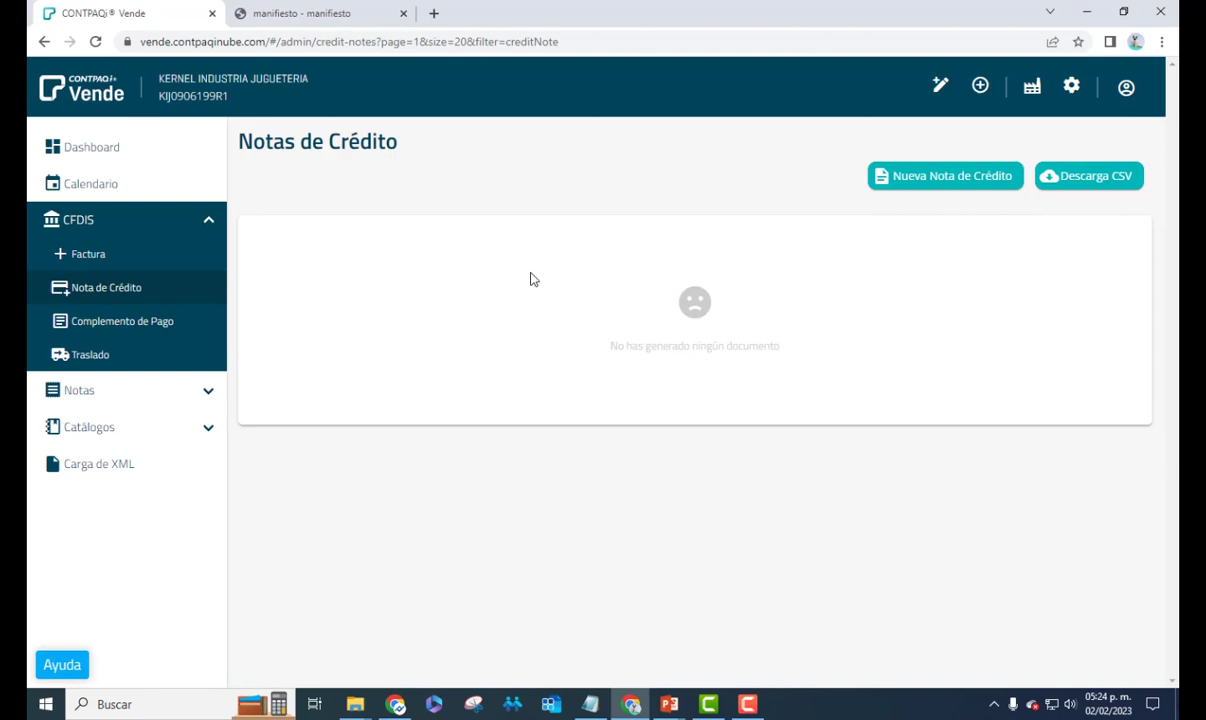 CONTPAQi® Vende
manifiesto - manifiesto
vende.contpaqinube.com/#/admin/credit-notes?page=1&size=20&filter=creditNote
CONTPAQi
Vende
KERNEL INDUSTRIA JUGUETERIA
KIJ0906199R1
Dashboard
Calendario
CFDIS
Factura
Nota de Crédito
Complemento de Pago
Traslado
Notas
Catálogos
Carga de XML
Ayuda
Notas de Crédito
Nueva Nota de Crédito
Descarga CSV
No has generado ningún documento
Buscar
05:24 p. m.
02/02/2023